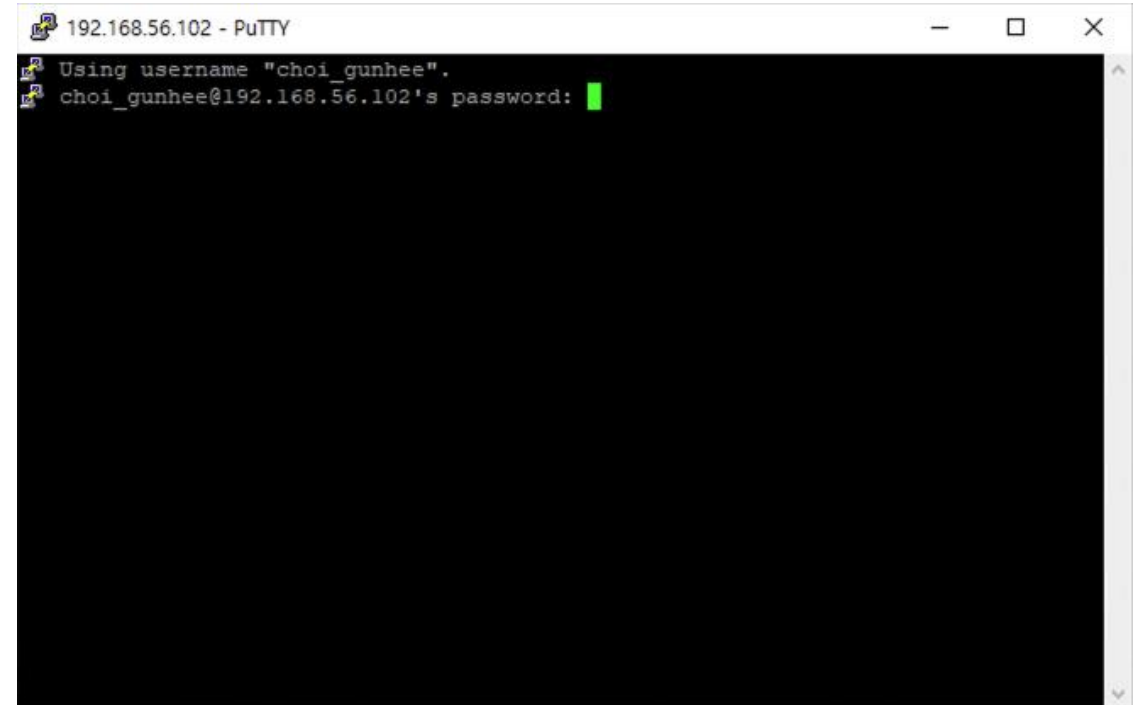 192.168.56.102 - PuTTY
Using username "choi_gunhee".
choi_gunhee@192.168.56.102's password: